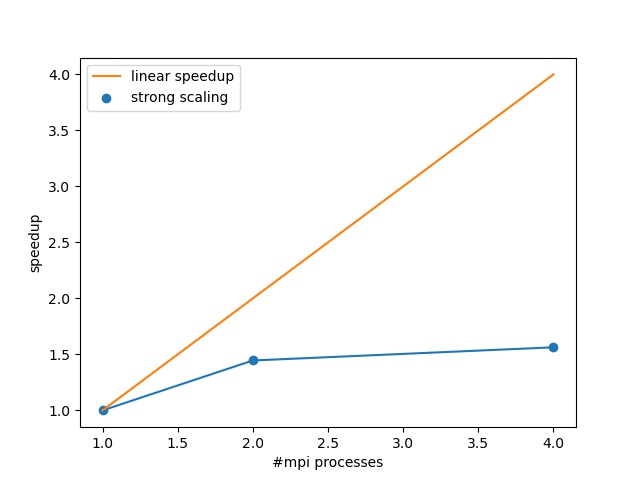 linear speedup
strong scaling
4.0
3.5
3.0
2.5
2.0
1.5
1.0
speedup
1.0 1.5 2.0 2.5 3.0 3.5 4.0
#mpi processes